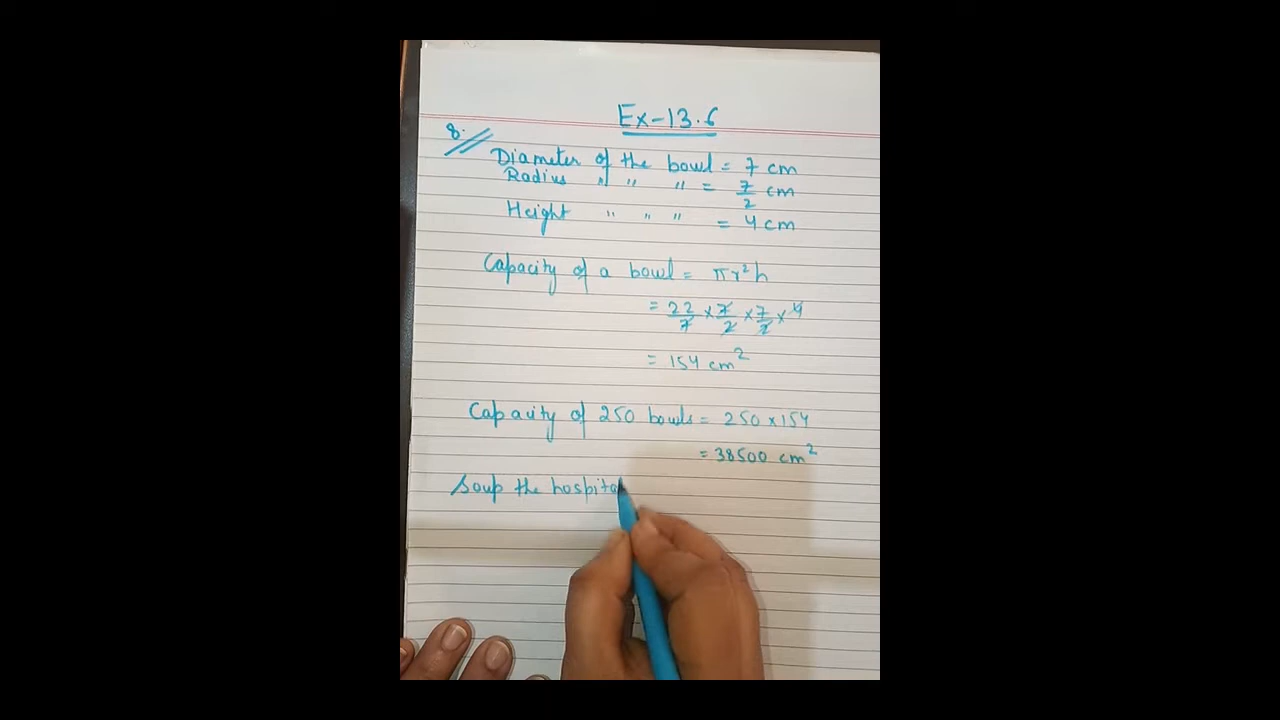 Ex-13.6
8.
Diameter of the bowl = 7 cm
Radius " " " = 7/2 cm
Height " " " = 4 cm
Capacity of a bowl = πr²h
= 22/7 × 7/2 × 7/2 × 4
= 154 cm²
Capacity of 250 bowls = 250 × 154
= 38500 cm²
Soup the hospita